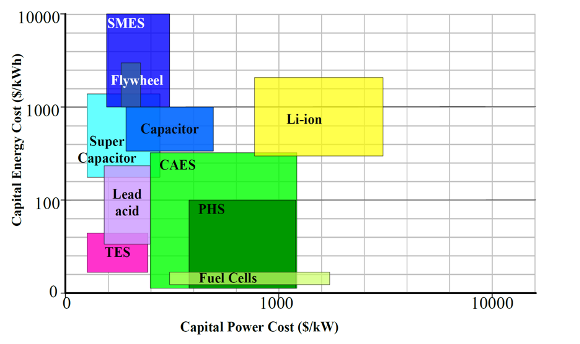 Capital Energy Cost ($/kWh)
10000
1000
100
0
SMES
Flywheel
Capacitor
Super
Capacitor
Li-ion
CAES
Lead
acid
PHS
TES
Fuel Cells
0
1000
10000
Capital Power Cost ($/kW)